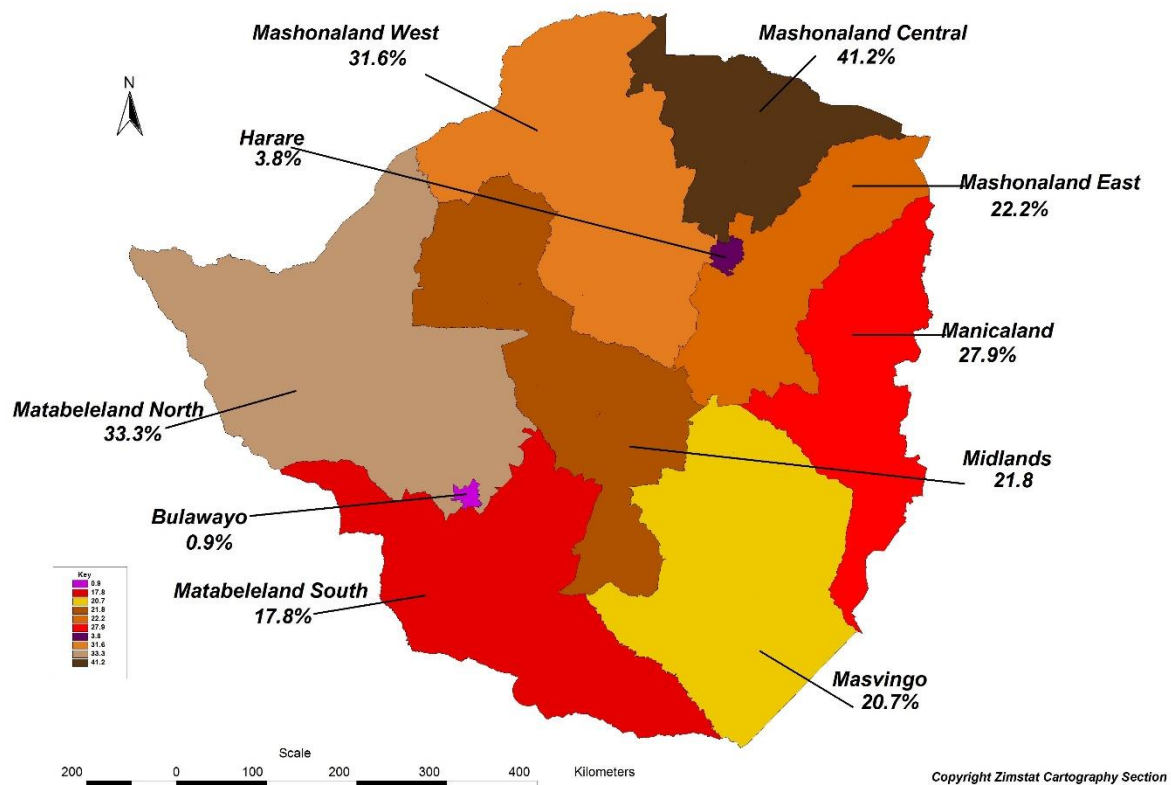 Mashonaland West
31.6%
Mashonaland Central
41.2%
N
Harare
3.8%
Mashonaland East
22.2%
Manicaland
27.9%
Matabeleland North
33.3%
Midlands
21.8
Bulawayo
0.9%
Matabeleland South
17.8%
Masvingo
20.7%
Key
0.9
17.8
20.7
21.8
22.2
27.9
3.8
31.6
33.3
41.2
Scale
200 0 100 200 300 400 Kilometers
Copyright Zimstat Cartography Section